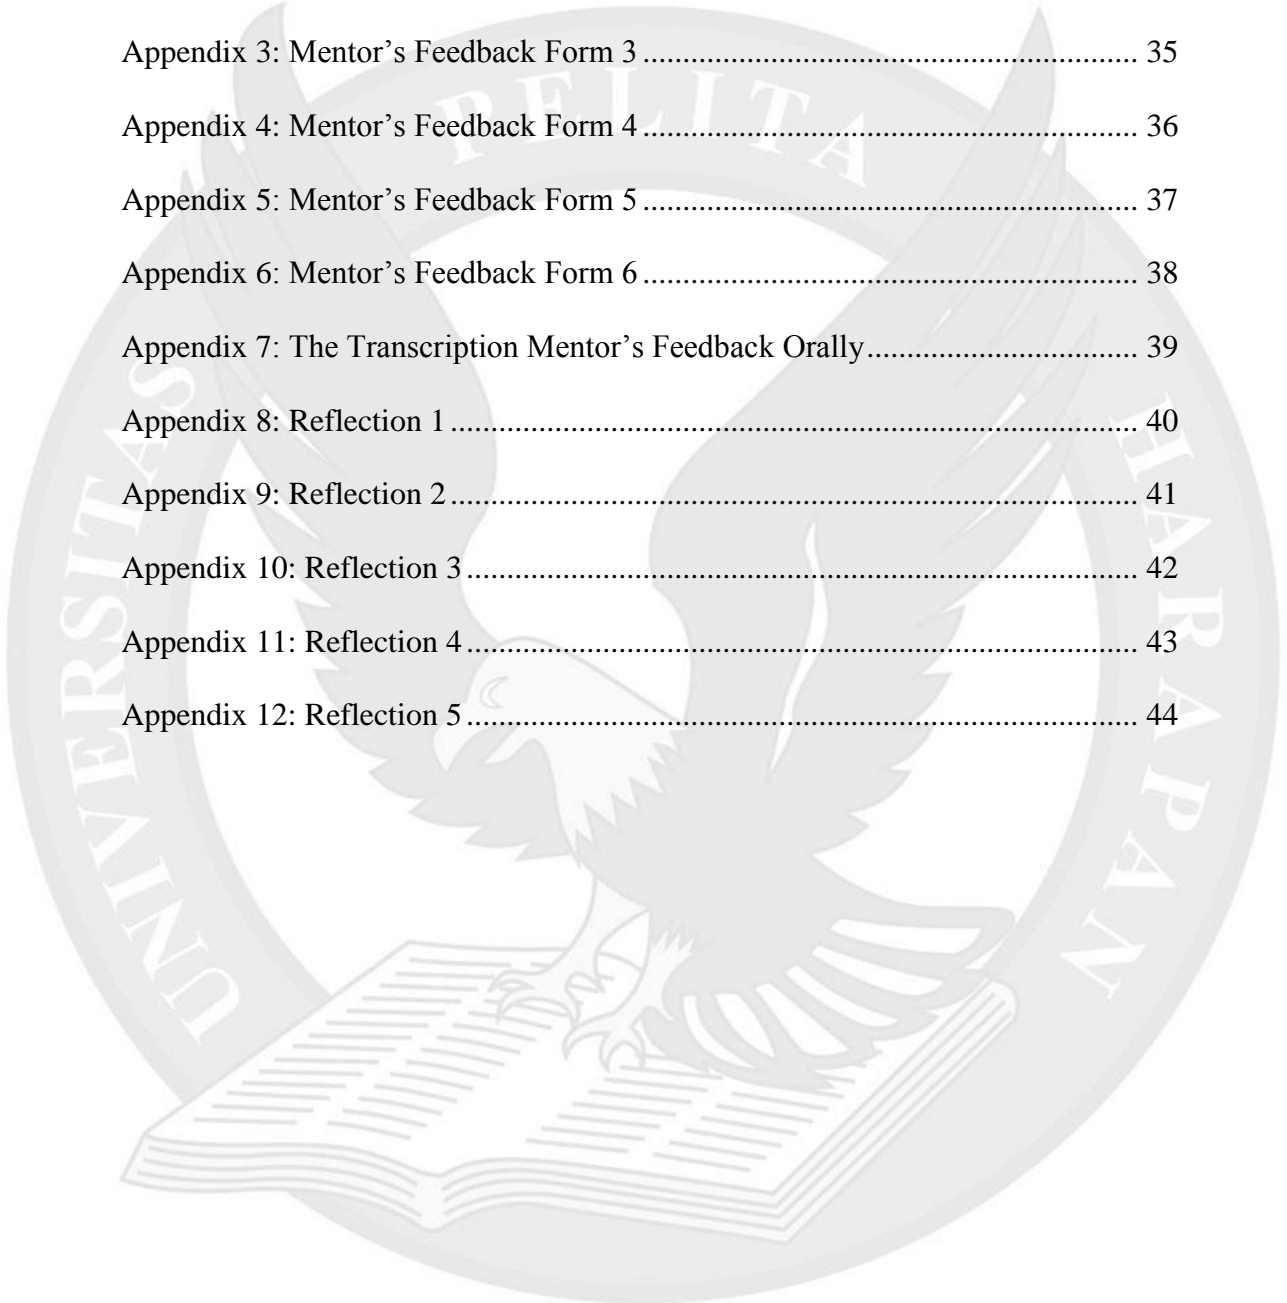 Appendix 3: Mentor’s Feedback Form 3 ............................................................. 35
Appendix 4: Mentor’s Feedback Form 4 ............................................................. 36
Appendix 5: Mentor’s Feedback Form 5 ............................................................. 37
Appendix 6: Mentor’s Feedback Form 6 ............................................................. 38
Appendix 7: The Transcription Mentor’s Feedback Orally................................. 39
Appendix 8: Reflection 1 ..................................................................................... 40
Appendix 9: Reflection 2 ..................................................................................... 41
Appendix 10: Reflection 3 ................................................................................... 42
Appendix 11: Reflection 4 ................................................................................... 43
Appendix 12: Reflection 5 ................................................................................... 44
UNIVERSITAS PELITA HARAPAN